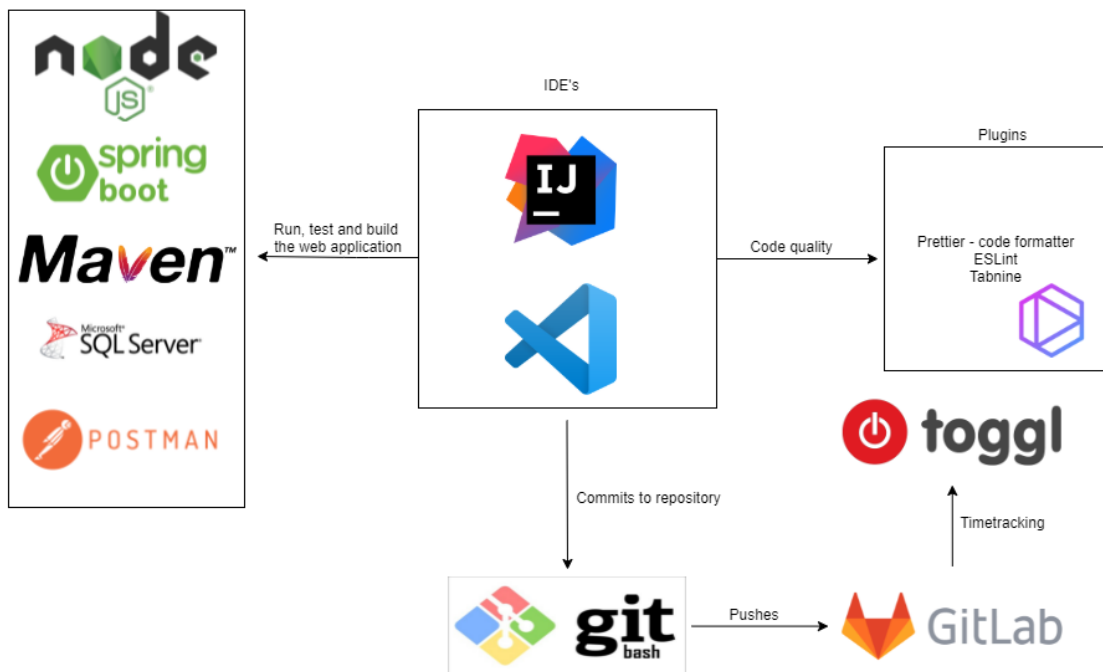 node
JS®
spring
boot
Maven™
Microsoft®
SQL Server®
POSTMAN
Run, test and build
the web application
IDE's
IJ
Code quality
Plugins
Prettier - code formatter
ESLint
Tabnine
toggl
Timetracking
Commits to repository
git
bash
Pushes
GitLab